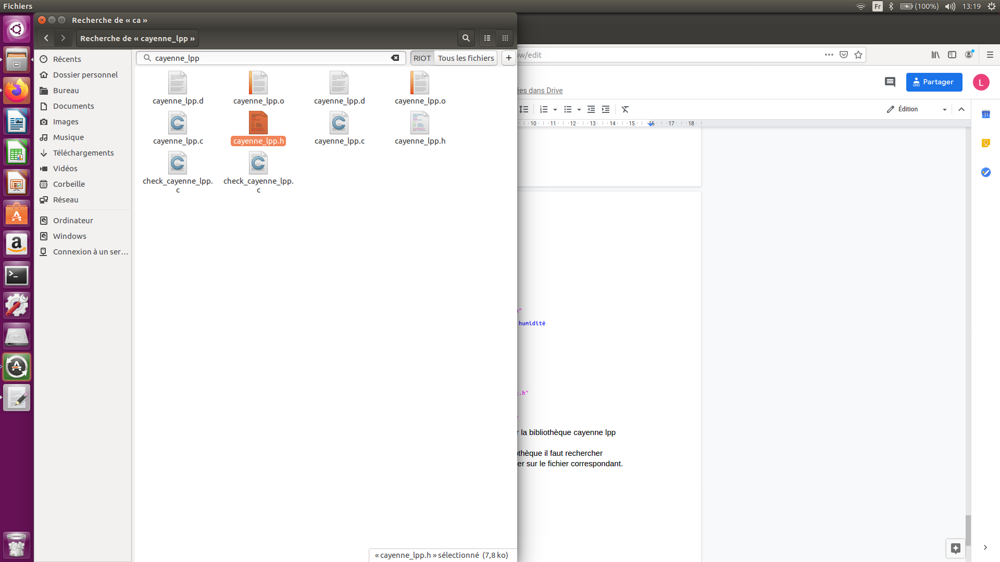 Fichiers
Fr
(100%)
13:19
Recherche de « ca »
Recherche de « cayenne_lpp »
cayenne_lpp
RIOT
Tous les fichiers
+
Récents
Dossier personnel
Bureau
Documents
Images
Musique
Téléchargements
Vidéos
Corbeille
Réseau
Ordinateur
Windows
Connexion à un ser…
cayenne_lpp.d
cayenne_lpp.o
cayenne_lpp.d
cayenne_lpp.o
cayenne_lpp.c
cayenne_lpp.h
cayenne_lpp.c
cayenne_lpp.h
check_cayenne_lpp.
c
check_cayenne_lpp.
c
« cayenne_lpp.h » sélectionné (7,8 ko)
ow/edit
ées dans Drive
Partager
L
Édition
31
10 11 12 13 14 15 16 17 18
humidité
.h"
r la bibliothèque cayenne lpp
othèque il faut rechercher
er sur le fichier correspondant.